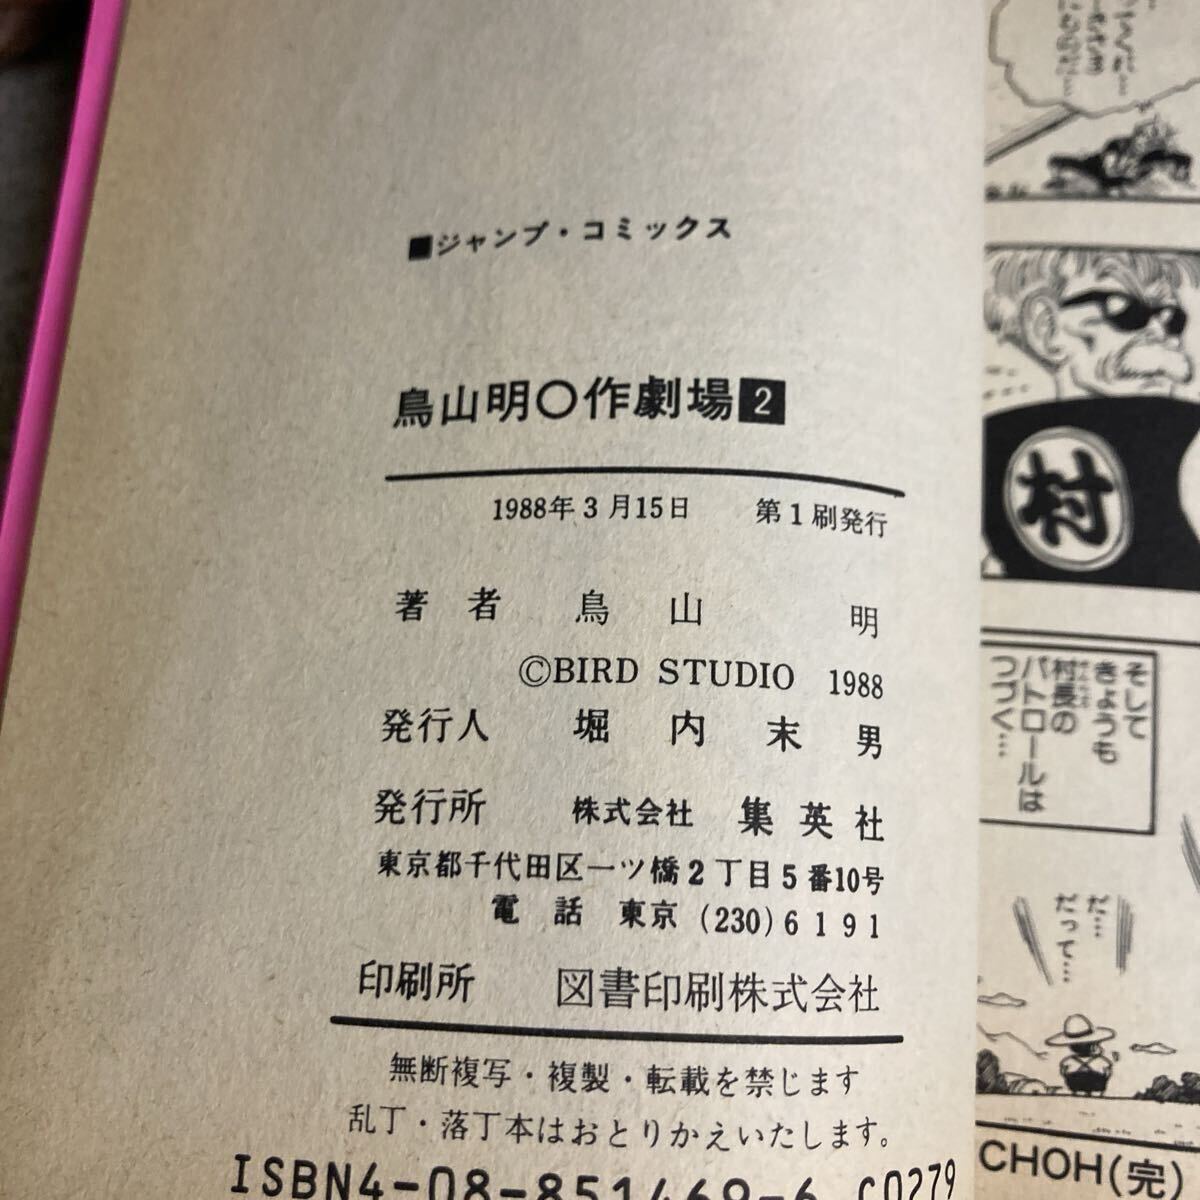 ■ジャンプ・コミックス
鳥山明〇作劇場2
1988年3月15日 第1刷発行
著者 鳥山 明
©BIRD STUDIO 1988
発行人 堀内末男
発行所 株式会社 集英社
東京都千代田区一ツ橋2丁目5番10号
電話 東京 (230) 6191
印刷所 図書印刷株式会社
無断複写・複製・転載を禁じます
乱丁・落丁本はおとりかえいたします。
ISBN4-08-851469-6 C0279
村
そして
きょうも
村長の
パトロールは
つづく…
だ…
だって…
CHOH(完)